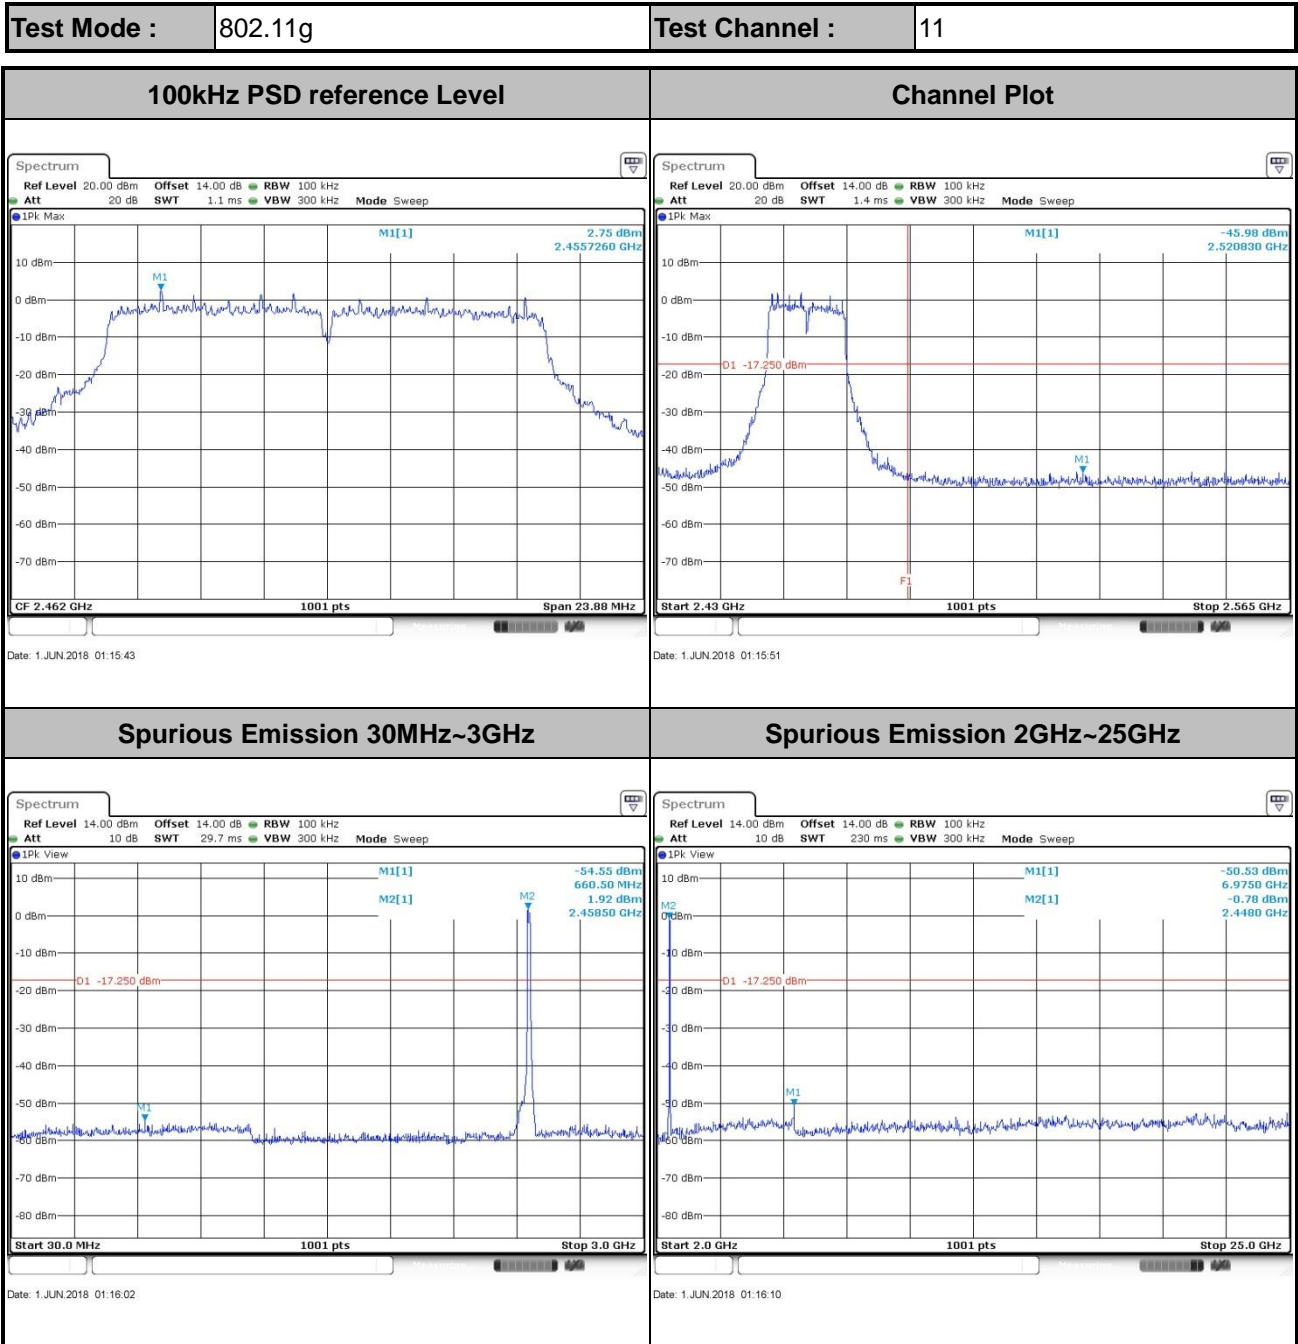 Test Mode : 802.11g Test Channel : 11
100kHz PSD reference Level
Spectrum
Ref Level 20.00 dBm Offset 14.00 dB RBW 100 kHz
Att 20 dB SWT 1.1 ms VBW 300 kHz Mode Sweep
1Pk Max
M1[1] 2.75 dBm
2.4557260 GHz
10 dBm
M1
0 dBm
-10 dBm
-20 dBm
-30 dBm
-40 dBm
-50 dBm
-60 dBm
-70 dBm
CF 2.462 GHz 1001 pts Span 23.88 MHz
Date: 1.JUN.2018 01:15:43
Channel Plot
Spectrum
Ref Level 20.00 dBm Offset 14.00 dB RBW 100 kHz
Att 20 dB SWT 1.4 ms VBW 300 kHz Mode Sweep
1Pk Max
M1[1] -45.98 dBm
2.520830 GHz
10 dBm
0 dBm
-10 dBm
D1 -17.250 dBm
-20 dBm
-30 dBm
-40 dBm
M1
-50 dBm
-60 dBm
-70 dBm
F1
Start 2.43 GHz 1001 pts Stop 2.565 GHz
Date: 1.JUN.2018 01:15:51
Spurious Emission 30MHz~3GHz
Spectrum
Ref Level 14.00 dBm Offset 14.00 dB RBW 100 kHz
Att 10 dB SWT 29.7 ms VBW 300 kHz Mode Sweep
1Pk View
M1[1] -54.55 dBm
660.50 MHz
M2[1] 1.92 dBm
2.45850 GHz
10 dBm
M2
0 dBm
-10 dBm
D1 -17.250 dBm
-20 dBm
-30 dBm
-40 dBm
-50 dBm
M1
-60 dBm
-70 dBm
-80 dBm
Start 30.0 MHz 1001 pts Stop 3.0 GHz
Date: 1.JUN.2018 01:16:02
Spurious Emission 2GHz~25GHz
Spectrum
Ref Level 14.00 dBm Offset 14.00 dB RBW 100 kHz
Att 10 dB SWT 230 ms VBW 300 kHz Mode Sweep
1Pk View
M1[1] -50.53 dBm
6.9750 GHz
M2[1] -0.78 dBm
2.4480 GHz
10 dBm
M2
0 dBm
-10 dBm
D1 -17.250 dBm
-20 dBm
-30 dBm
-40 dBm
M1
-50 dBm
-60 dBm
-70 dBm
-80 dBm
Start 2.0 GHz 1001 pts Stop 25.0 GHz
Date: 1.JUN.2018 01:16:10